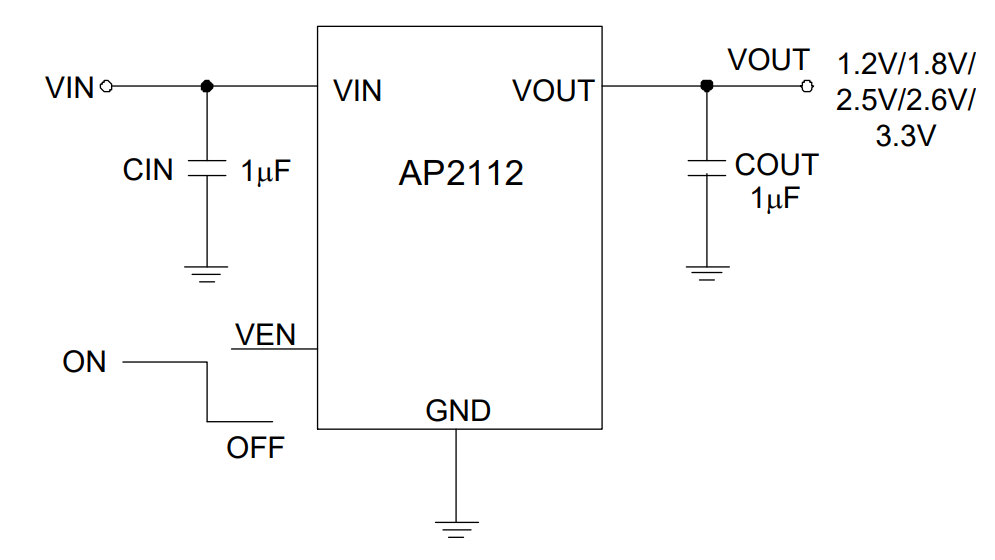 VIN
VIN
CIN
1μF
AP2112
VOUT
VOUT
1.2V/1.8V/
2.5V/2.6V/
3.3V
COUT
1μF
VEN
ON
OFF
GND